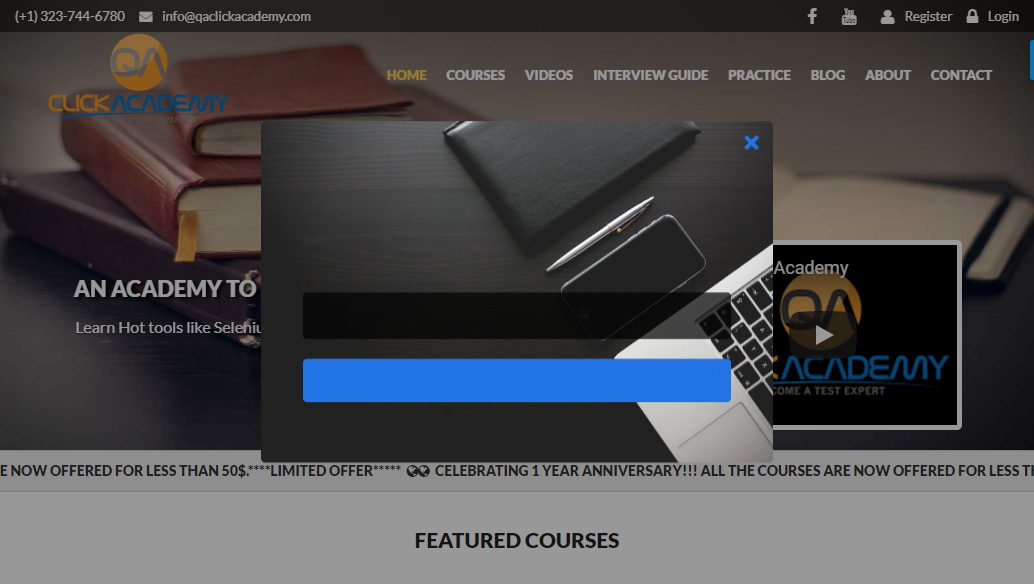 (+1) 323-744-6780 info@qaclickacademy.com Register Login
QA
CLICKACADEMY
HOME COURSES VIDEOS INTERVIEW GUIDE PRACTICE BLOG ABOUT CONTACT
AN ACADEMY TO
Learn Hot tools like Seleniu
Academy
QA
ACADEMY
COME A TEST EXPERT
E NOW OFFERED FOR LESS THAN 50$.****LIMITED OFFER***** CELEBRATING 1 YEAR ANNIVERSARY!!! ALL THE COURSES ARE NOW OFFERED FOR LESS TH
FEATURED COURSES